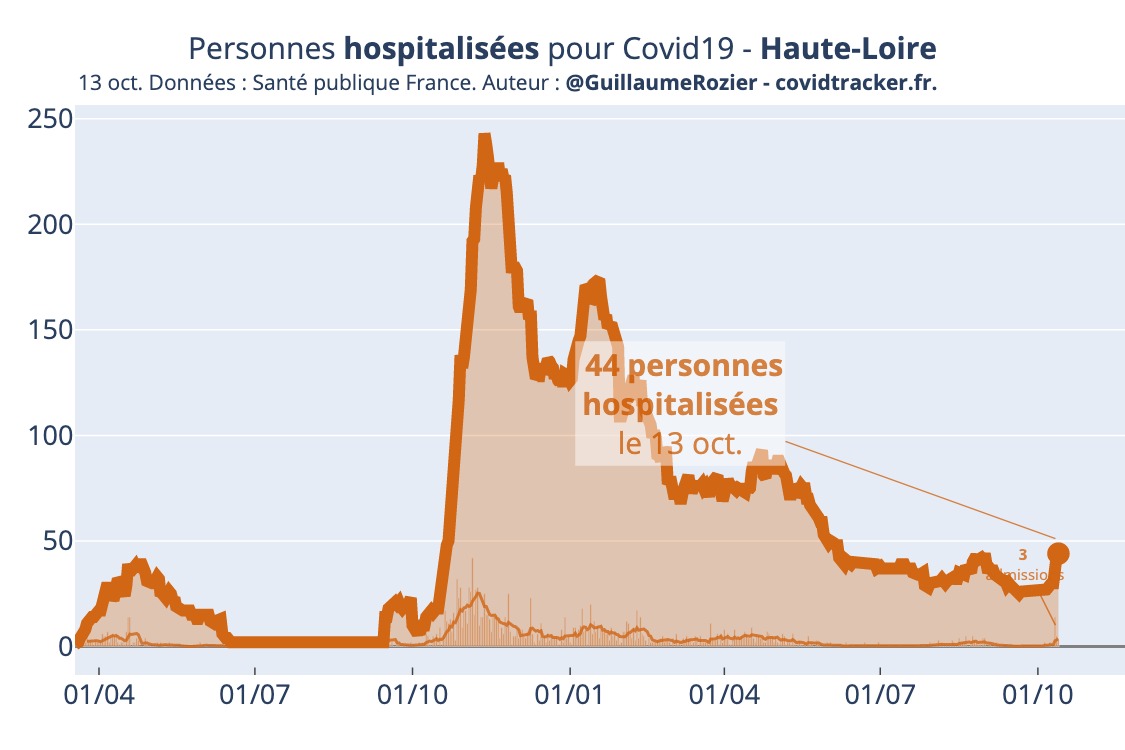 Personnes hospitalisées pour Covid19 - Haute-Loire
13 oct. Données : Santé publique France. Auteur : @GuillaumeRozier - covidtracker.fr.
250
200
150
100
50
0
44 personnes
hospitalisées
le 13 oct.
3
admissions
01/04
01/07
01/10
01/01
01/04
01/07
01/10